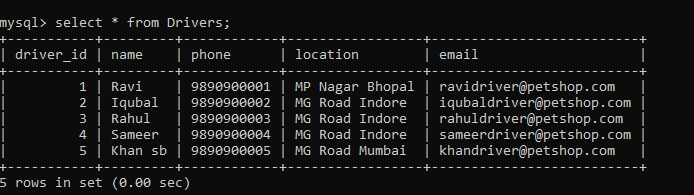 mysql> select * from Drivers;
+-----------+---------+------------+-----------------+-------------------------+
| driver_id | name    | phone      | location        | email                   |
+-----------+---------+------------+-----------------+-------------------------+
|         1 | Ravi    | 9890900001 | MP Nagar Bhopal | ravidriver@petshop.com  |
|         2 | Iqubal  | 9890900002 | MG Road Indore  | iqubaldriver@petshop.com |
|         3 | Rahul   | 9890900003 | MG Road Indore  | rahuldriver@petshop.com |
|         4 | Sameer  | 9890900004 | MG Road Indore  | sameerdriver@petshop.com |
|         5 | Khan sb | 9890900005 | MG Road Mumbai  | khandriver@petshop.com  |
+-----------+---------+------------+-----------------+-------------------------+
5 rows in set (0.00 sec)